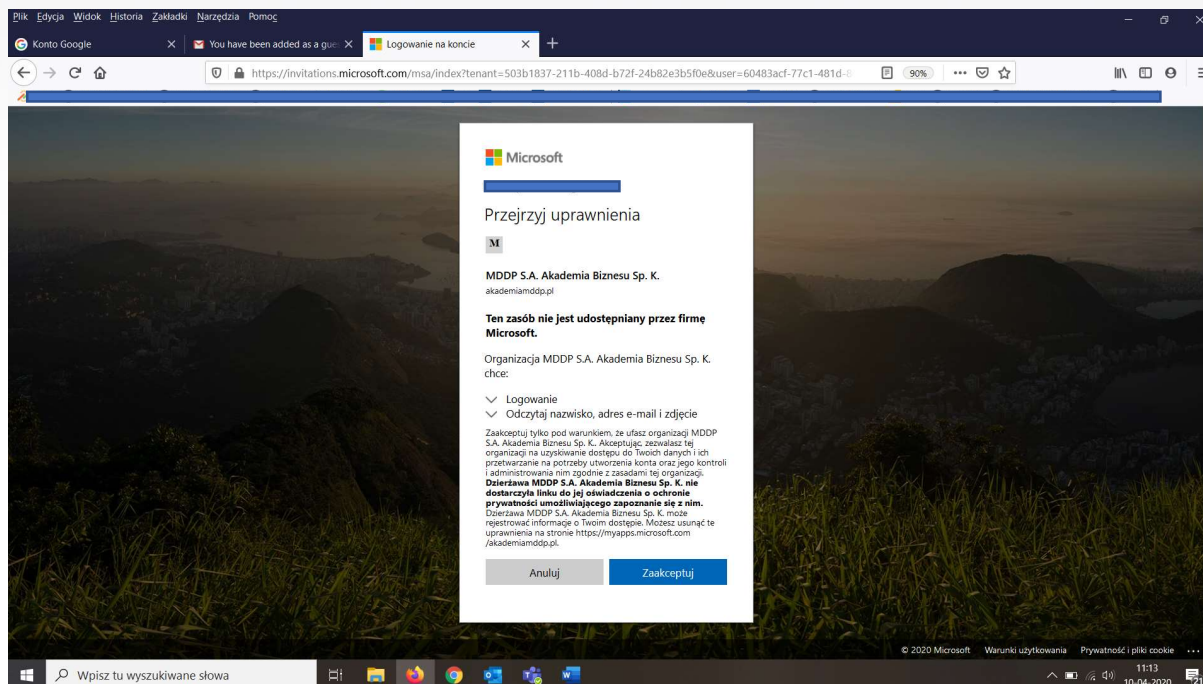 Plik Edycja Widok Historia Zakładki Narzędzia Pomoc
Konto Google
You have been added as a gue
Logowanie na koncie
https://invitations.microsoft.com/msa/index?tenant=503b1837-211b-408d-b72f-24b82e3b5f0e&user=60483acf-77c1-481d-8
90%
Microsoft
Przejrzyj uprawnienia
M
MDDP S.A. Akademia Biznesu Sp. K.
akademiamddp.pl
Ten zasób nie jest udostępniany przez firmę
Microsoft.
Organizacja MDDP S.A. Akademia Biznesu Sp. K.
chce:
Logowanie
Odczytaj nazwisko, adres e-mail i zdjęcie
Zaakceptuj tylko pod warunkiem, że ufasz organizacji MDDP
S.A. Akademia Biznesu Sp. K.. Akceptując, zezwalasz tej
organizacji na uzyskiwanie dostępu do Twoich danych i ich
przetwarzanie na potrzeby utworzenia konta oraz jego kontroli
i administrowania nim zgodnie z zasadami tej organizacji.
Dzierżawa MDDP S.A. Akademia Biznesu Sp. K. nie
dostarczyła linku do jej oświadczenia o ochronie
prywatności umożliwiającego zapoznanie się z nim.
Dzierżawa MDDP S.A. Akademia Biznesu Sp. K. może
rejestrować informacje o Twoim dostępie. Możesz usunąć te
uprawnienia na stronie https://myapps.microsoft.com
/akademiamddp.pl.
Anuluj
Zaakceptuj
© 2020 Microsoft Warunki użytkowania Prywatność i pliki cookie
Wpisz tu wyszukiwane słowa
11:13
10-04-2020